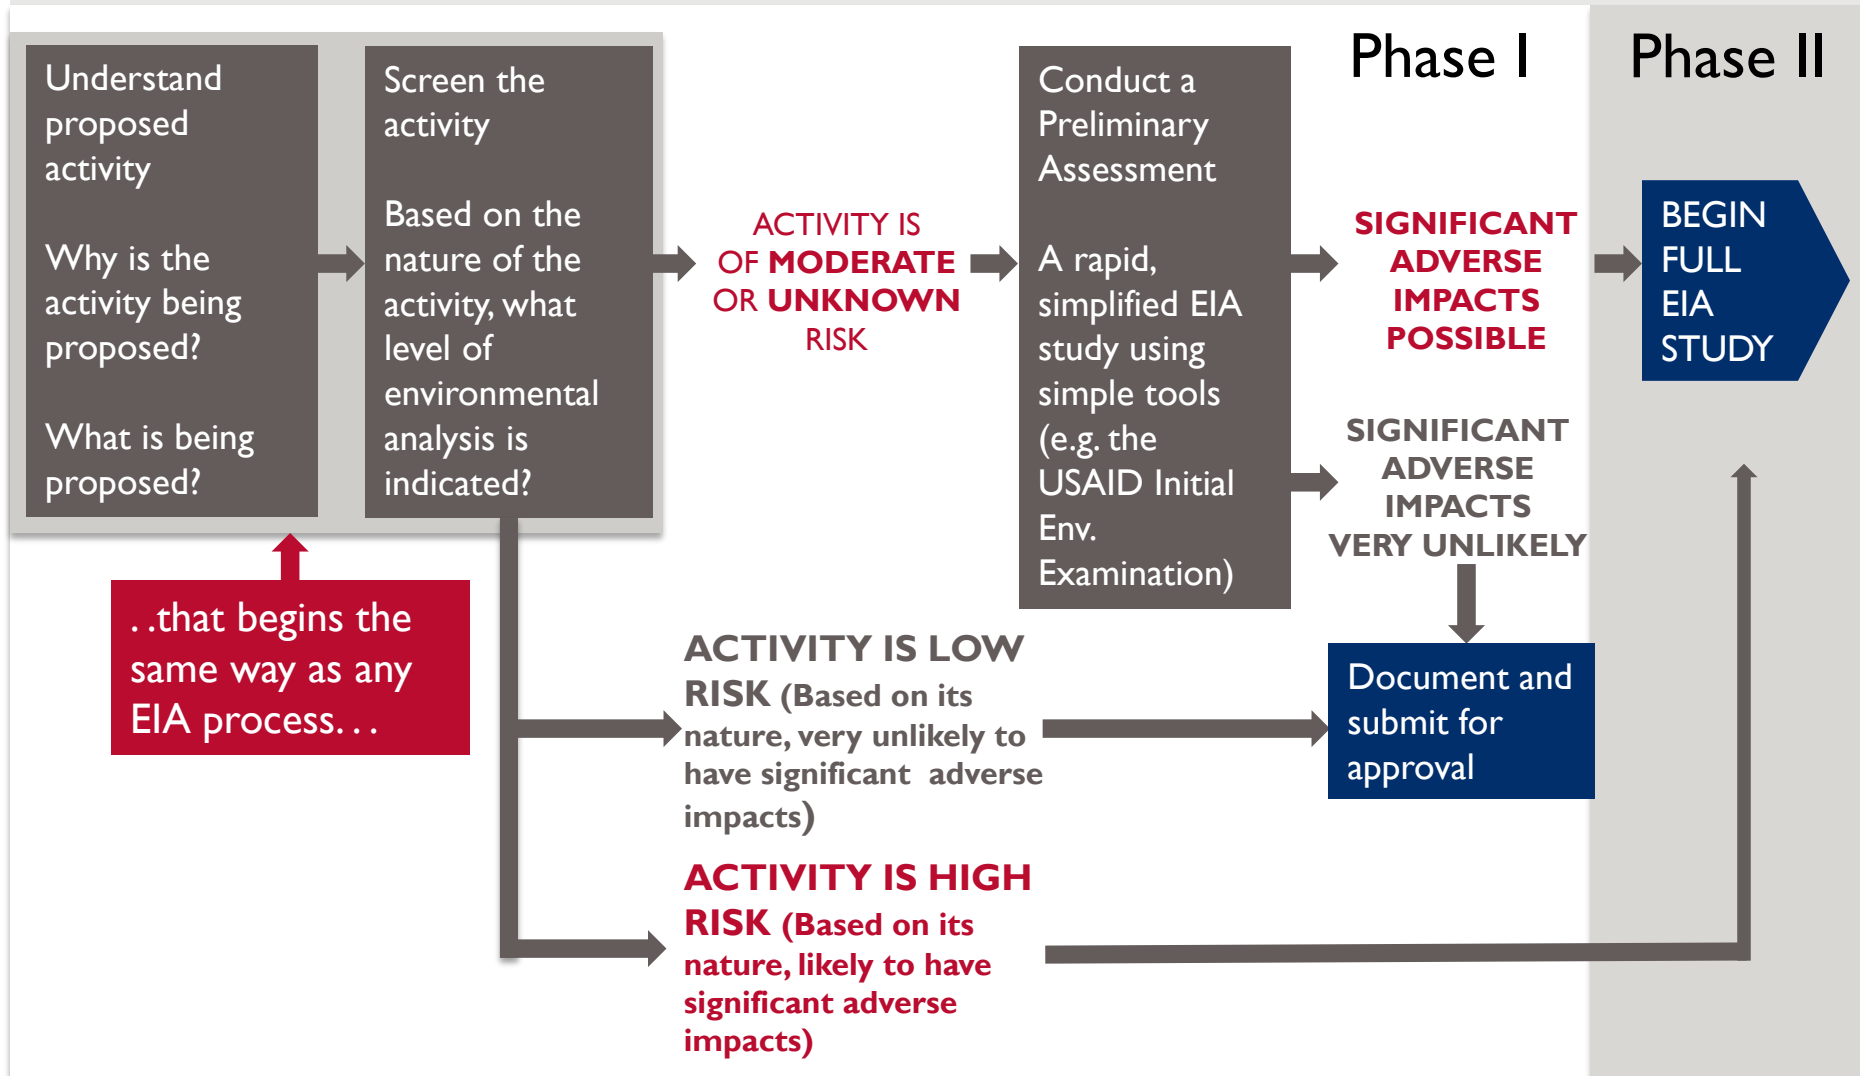 Understand
proposed
activity
Why is the
activity being
proposed?
What is being
proposed?
Screen the
activity
Based on the
nature of the
activity, what
level of
environmental
analysis is
indicated?
ACTIVITY IS
OF MODERATE
OR UNKNOWN
RISK
Conduct a
Preliminary
Assessment
A rapid,
simplified EIA
study using
simple tools
(e.g. the
USAID Initial
Env.
Examination)
Phase I
SIGNIFICANT
ADVERSE
IMPACTS
POSSIBLE
SIGNIFICANT
ADVERSE
IMPACTS
VERY UNLIKELY
Phase II
BEGIN
FULL
EIA
STUDY
. .that begins the
same way as any
EIA process. . .
ACTIVITY IS LOW
RISK (Based on its
nature, very unlikely to
have significant adverse
impacts)
Document and
submit for
approval
ACTIVITY IS HIGH
RISK (Based on its
nature, likely to have
significant adverse
impacts)